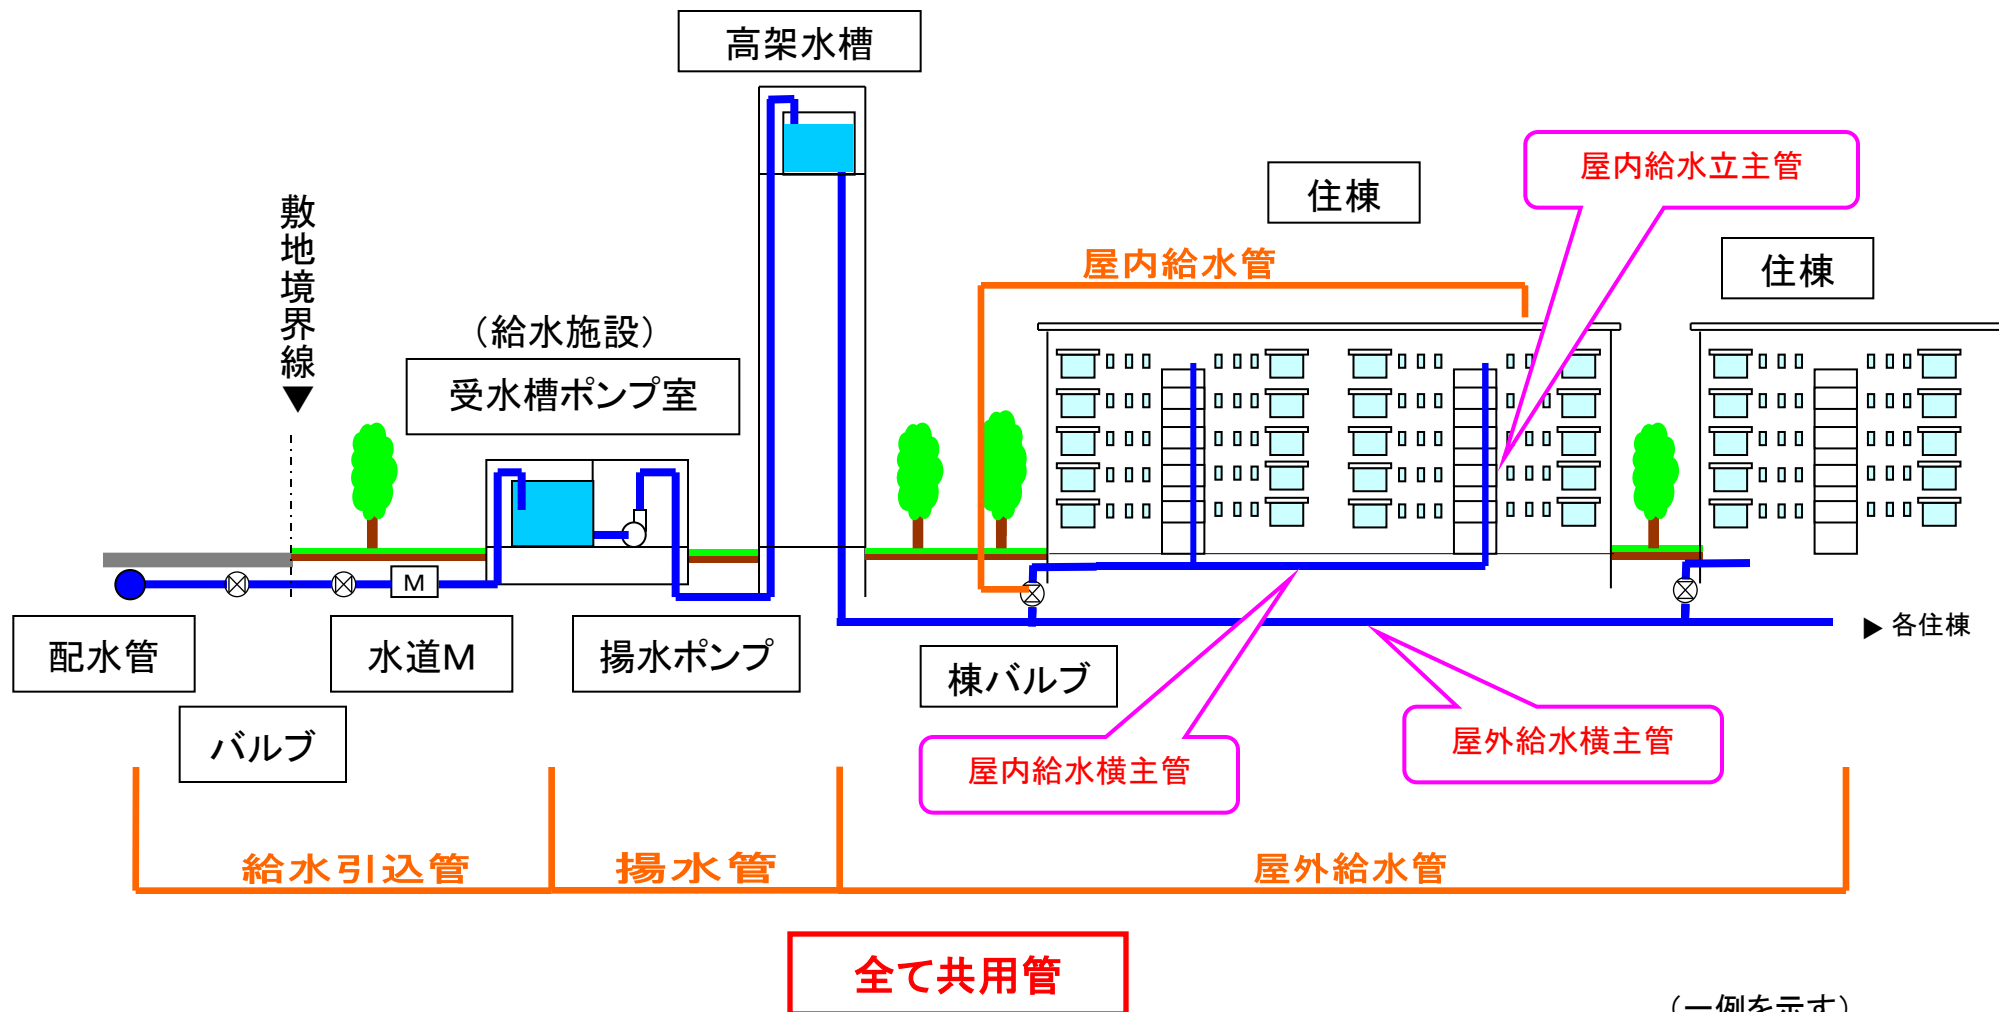 高架水槽
屋内給水立主管
住棟
敷地境界線▼
屋内給水管
住棟
（給水施設）
受水槽ポンプ室
M
▶各住棟
配水管
水道M
揚水ポンプ
棟バルブ
バルブ
屋内給水横主管
屋外給水横主管
給水引込管
揚水管
屋外給水管
全て共用管
（一例を示す）